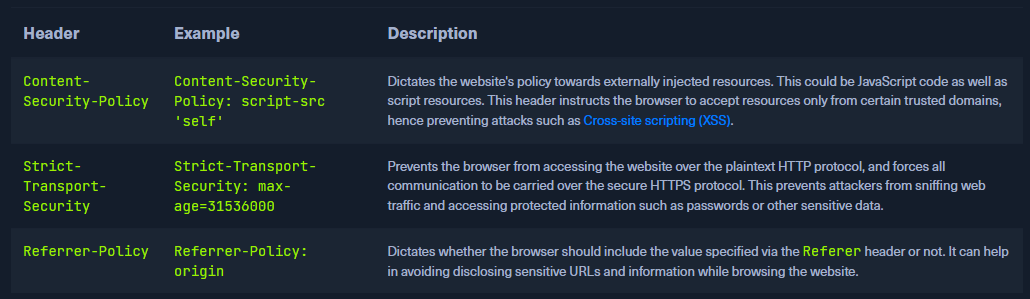 Header Example Description
Content-Security-Policy Content-Security-Policy: script-src 'self' Dictates the website's policy towards externally injected resources. This could be JavaScript code as well as
script resources. This header instructs the browser to accept resources only from certain trusted domains,
hence preventing attacks such as Cross-site scripting (XSS).
Strict-Transport-Security Strict-Transport-Security: max-age=31536000 Prevents the browser from accessing the website over the plaintext HTTP protocol, and forces all
communication to be carried over the secure HTTPS protocol. This prevents attackers from sniffing web
traffic and accessing protected information such as passwords or other sensitive data.
Referrer-Policy Referrer-Policy: origin Dictates whether the browser should include the value specified via the Referer header or not. It can help
in avoiding disclosing sensitive URLs and information while browsing the website.